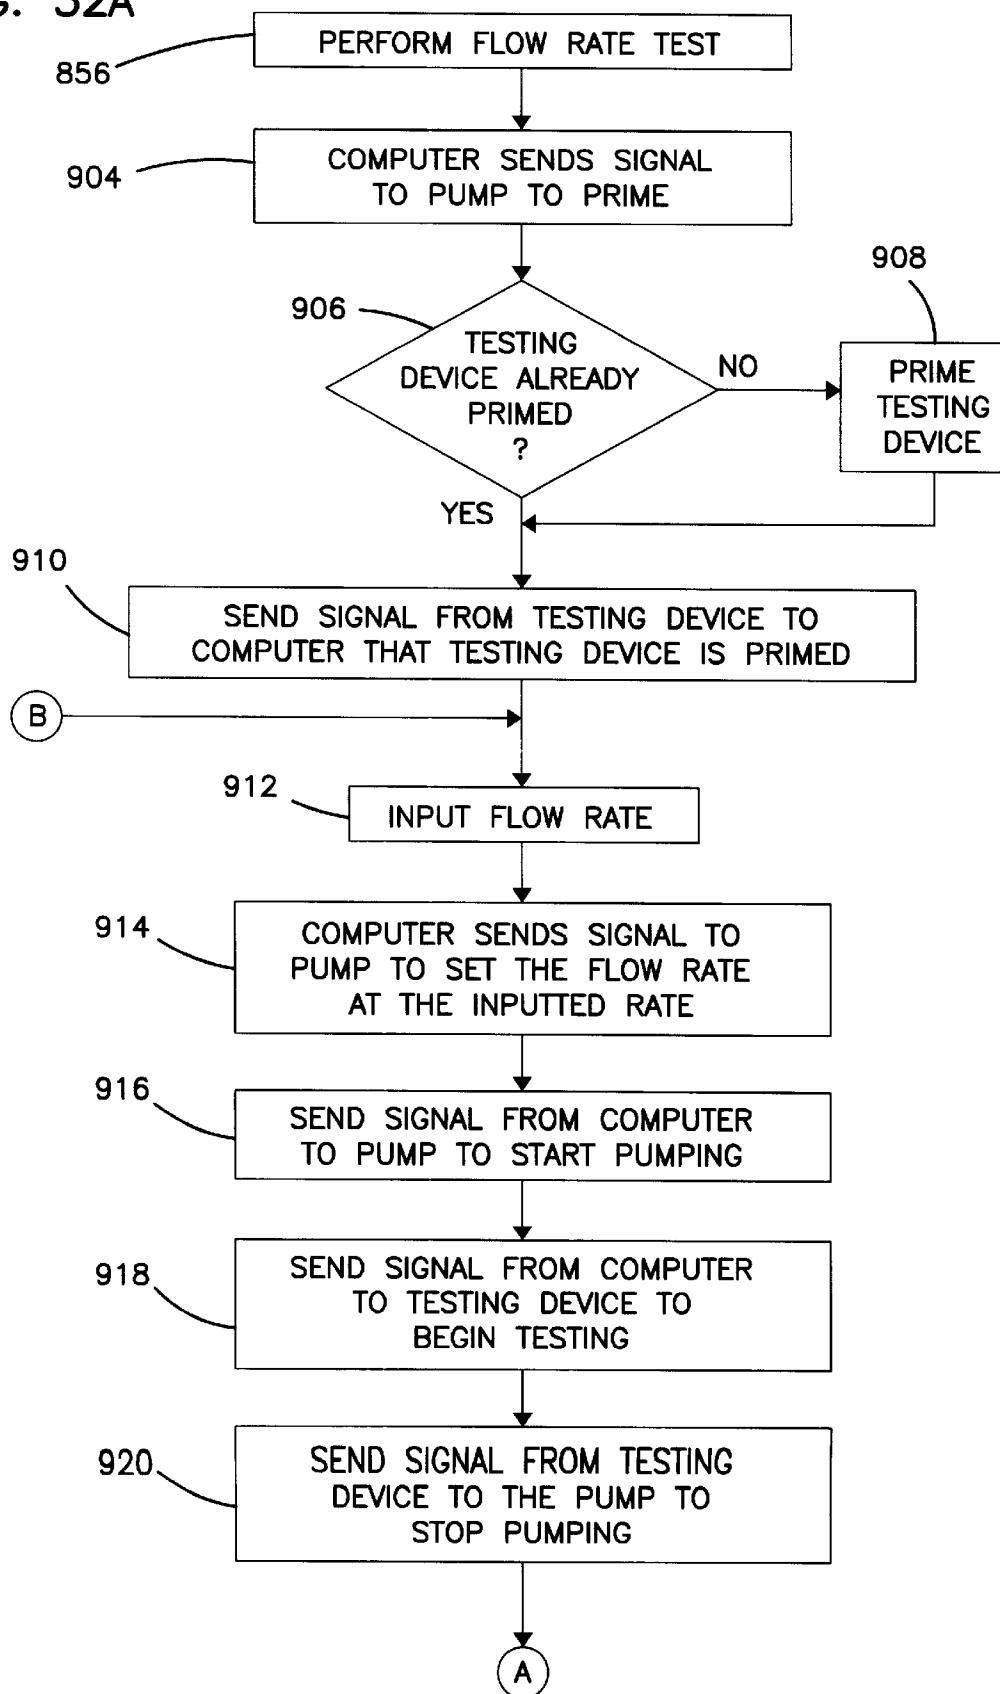 G. 52A
PERFORM FLOW RATE TEST
856
COMPUTER SENDS SIGNAL
TO PUMP TO PRIME
904
908
906
TESTING
DEVICE ALREADY
PRIMED
?
NO
PRIME
TESTING
DEVICE
YES
910
SEND SIGNAL FROM TESTING DEVICE TO
COMPUTER THAT TESTING DEVICE IS PRIMED
B
912
INPUT FLOW RATE
914
COMPUTER SENDS SIGNAL TO
PUMP TO SET THE FLOW RATE
AT THE INPUTTED RATE
916
SEND SIGNAL FROM COMPUTER
TO PUMP TO START PUMPING
918
SEND SIGNAL FROM COMPUTER
TO TESTING DEVICE TO
BEGIN TESTING
920
SEND SIGNAL FROM TESTING
DEVICE TO THE PUMP TO
STOP PUMPING
A